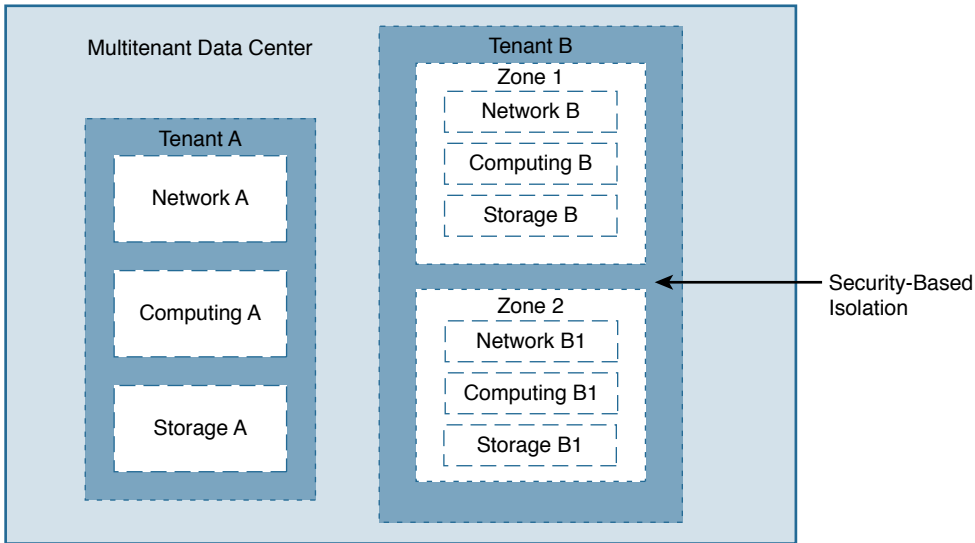 Multitenant Data Center
Tenant A
Network A
Computing A
Storage A
Tenant B
Zone 1
Network B
Computing B
Storage B
Zone 2
Network B1
Computing B1
Storage B1
Security-Based
Isolation